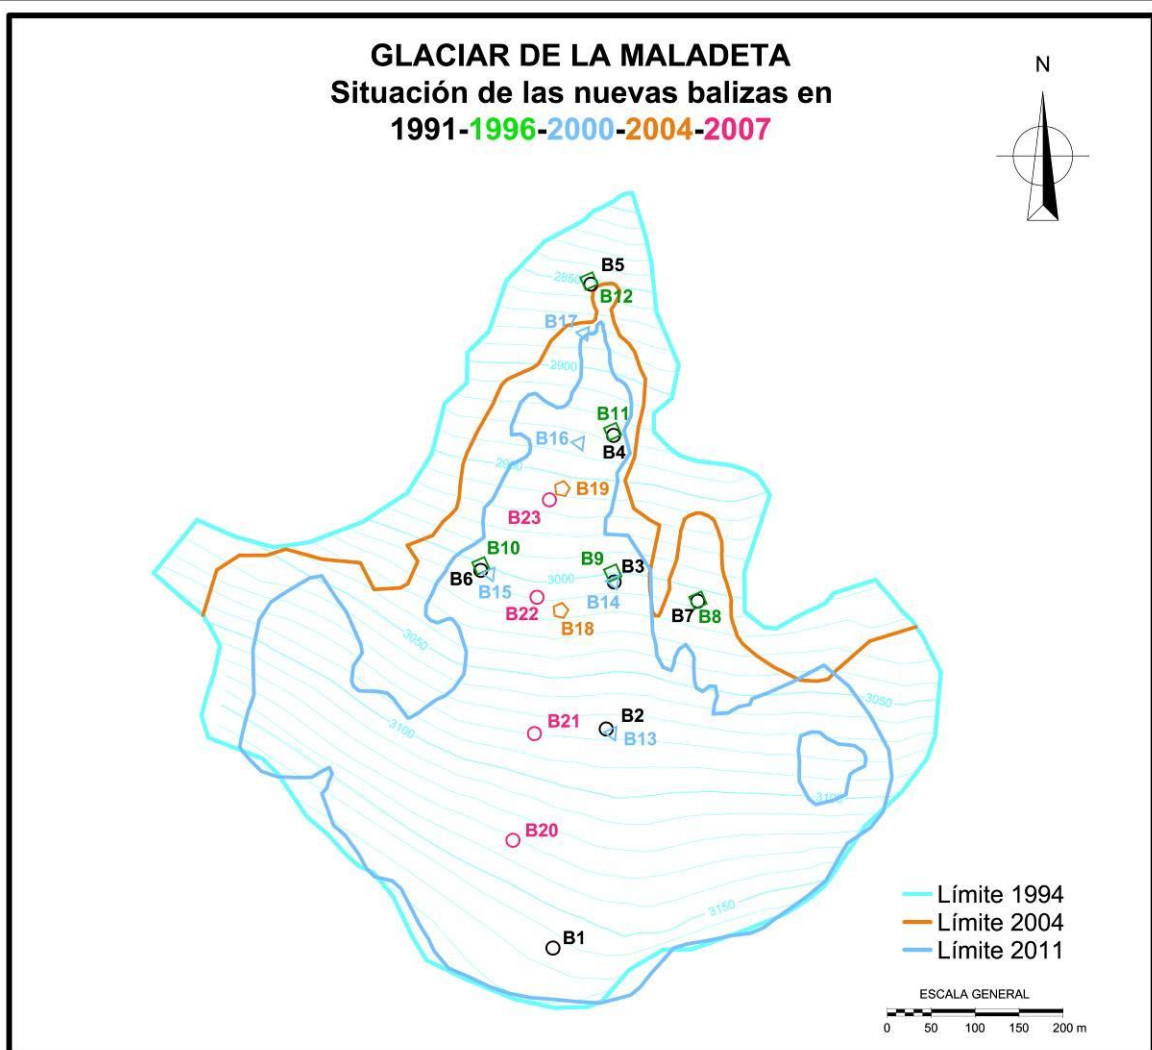 GLACIAR DE LA MALADETA
Situación de las nuevas balizas en
1991-1996-2000-2004-2007
N
B5
2850
B12
B17
2900
B11
B16
B4
2950
B19
B23
B10
B9
B3
B6
3000
B15
B14
B22
B7
B8
B18
3050
3050
B21
B2
3100
B13
3100
B20
3150
B1
Límite 1994
Límite 2004
Límite 2011
ESCALA GENERAL
0 50 100 150 200 m